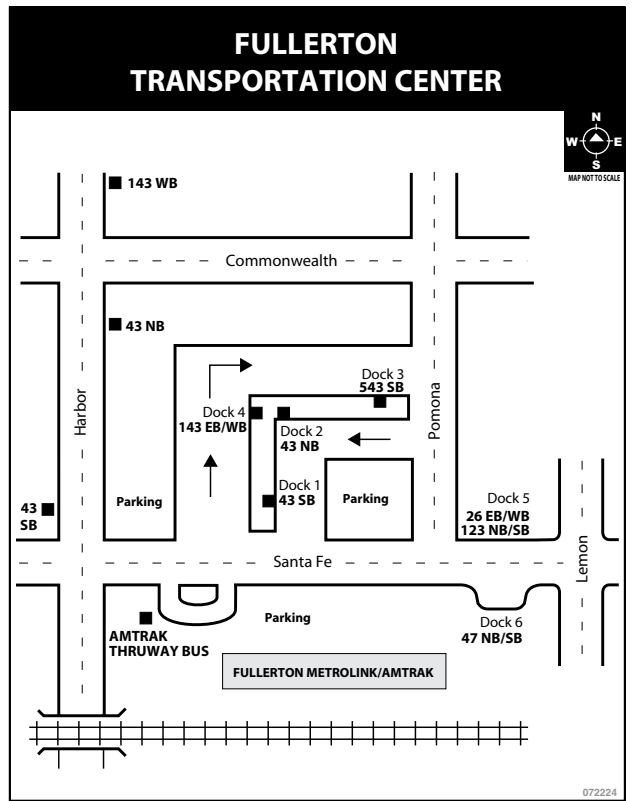 FULLERTON
TRANSPORTATION CENTER
N
W E
S
MAP NOT TO SCALE
143 WB
Commonwealth
43 NB
Harbor
Pomona
Dock 3
543 SB
Dock 4
143 EB/WB
Dock 2
43 NB
Dock 1
43 SB
Parking
Parking
43
SB
Dock 5
26 EB/WB
123 NB/SB
Santa Fe
Lemon
Parking
Dock 6
47 NB/SB
AMTRAK
THRUWAY BUS
FULLERTON METROLINK/AMTRAK
072224